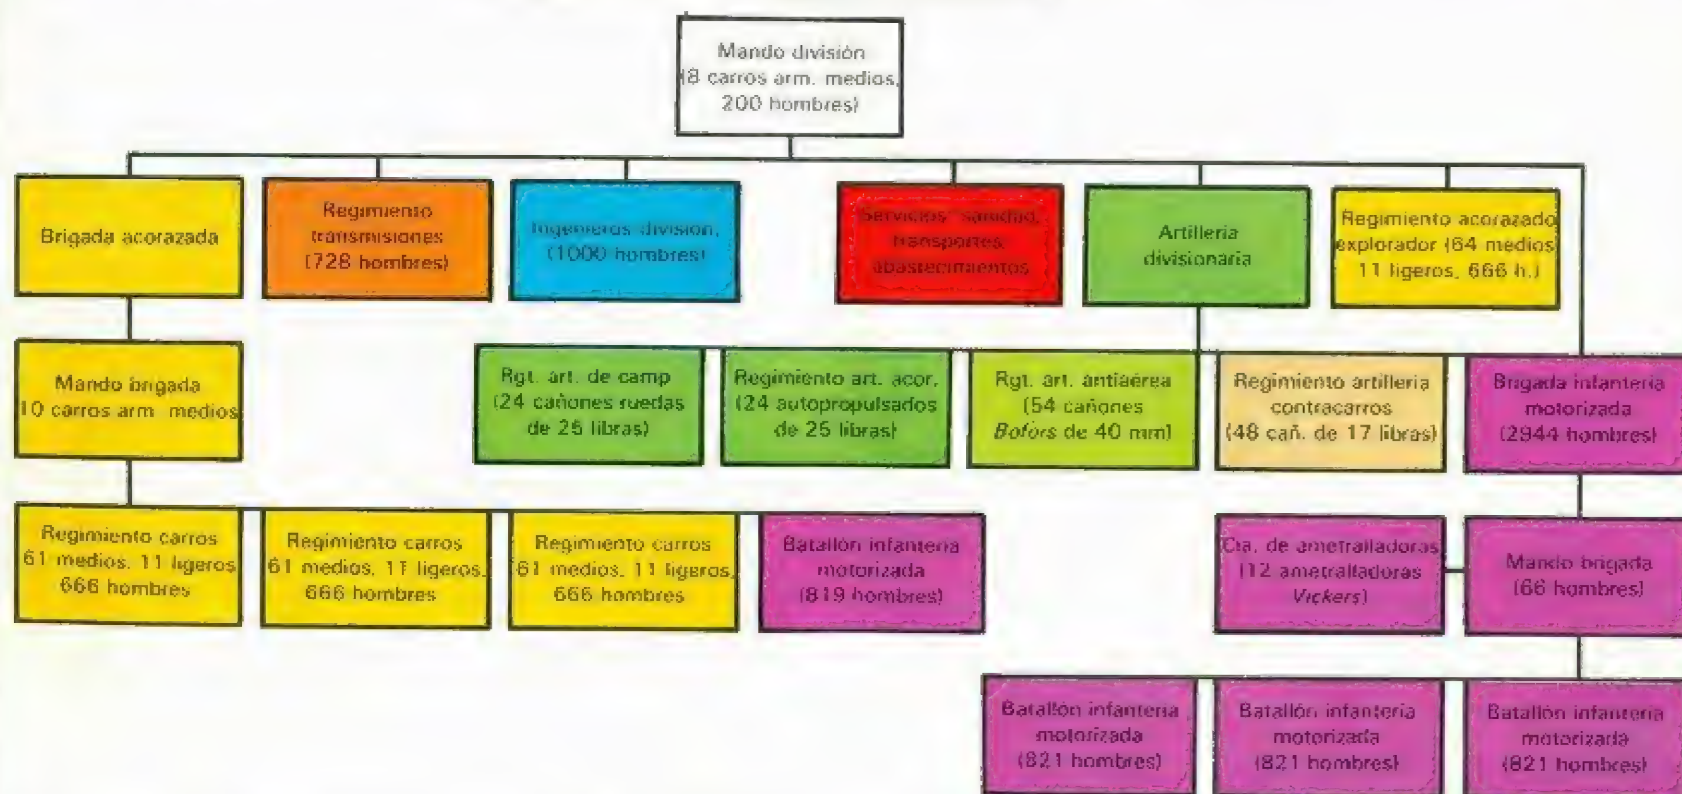 Mando división
(8 carros arm. medios,
200 hombres)
Brigada acorazada
Regimiento
transmisiones
(728 hombres)
Ingenieros división,
(1000 hombres)
Servicios: sanidad,
transportes,
abastecimientos
Artillería
divisionaria
Regimiento acorazado
explorador (64 medios
11 ligeros, 666 h.)
Mando brigada
10 carros arm. medios
Rgt. art. de camp
(24 cañones ruedas
de 25 libras)
Regimiento art. acor.
(24 autopropulsados
de 25 libras)
Rgt. art. antiaérea
(54 cañones
Bofors de 40 mm)
Regimiento artillería
contracarros
(48 cañ. de 17 libras)
Brigada infantería
motorizada
(2944 hombres)
Regimiento carros
61 medios, 11 ligeros,
666 hombres
Regimiento carros
61 medios, 11 ligeros,
666 hombres
Regimiento carros
61 medios, 11 ligeros,
666 hombres
Batallón infantería
motorizada
(819 hombres)
Cia. de ametralladoras
(12 ametralladoras
Vickers)
Mando brigada
(66 hombres)
Batallón infantería
motorizada
(821 hombres)
Batallón infantería
motorizada
(821 hombres)
Batallón infantería
motorizada
(821 hombres)